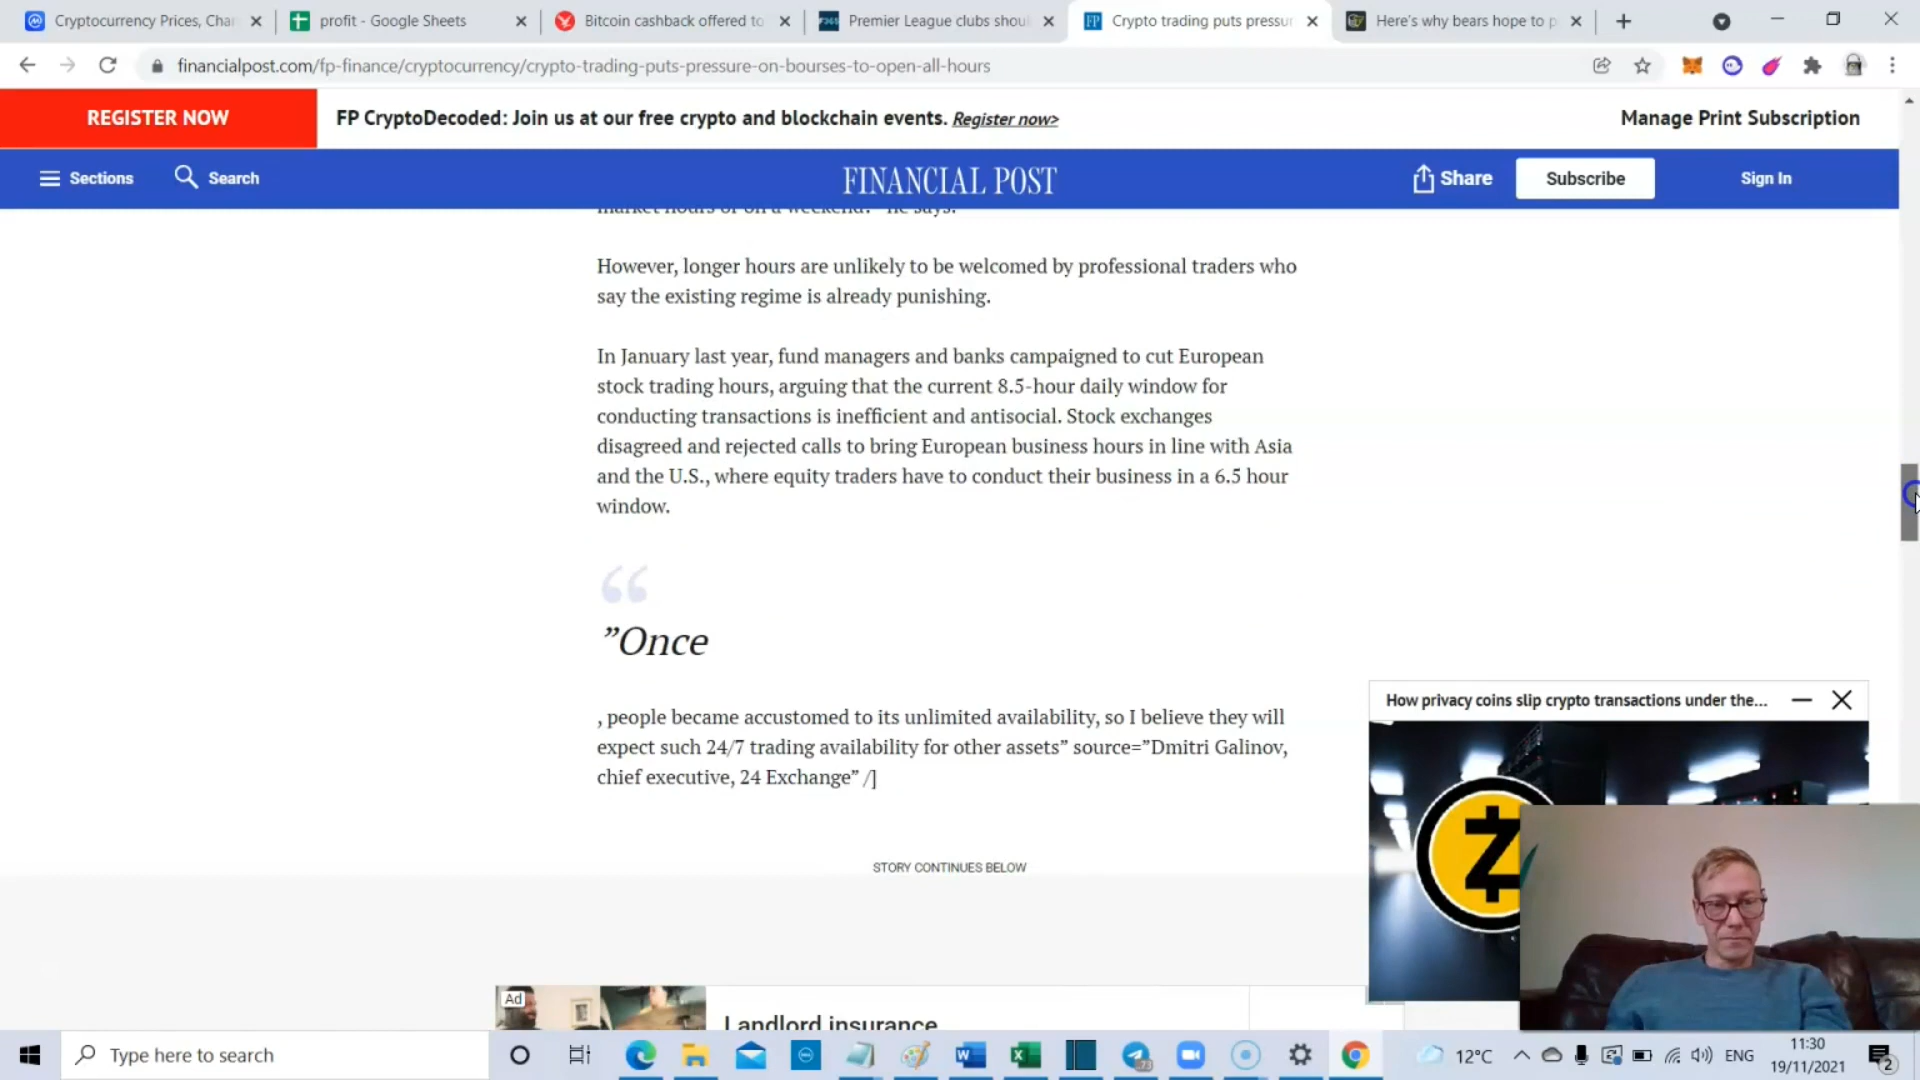 Cryptocurrency Prices, Char
profit - Google Sheets
Bitcoin cashback offered to
Premier League clubs shoul
Crypto trading puts pressur
Here's why bears hope to p
financialpost.com/fp-finance/cryptocurrency/crypto-trading-puts-pressure-on-bourses-to-open-all-hours
REGISTER NOW
FP CryptoDecoded: Join us at our free crypto and blockchain events. Register now>
Manage Print Subscription
Sections
Search
FINANCIAL POST
Share
Subscribe
Sign In
market hours or on a weekend?" he says.
However, longer hours are unlikely to be welcomed by professional traders who
say the existing regime is already punishing.
In January last year, fund managers and banks campaigned to cut European
stock trading hours, arguing that the current 8.5-hour daily window for
conducting transactions is inefficient and antisocial. Stock exchanges
disagreed and rejected calls to bring European business hours in line with Asia
and the U.S., where equity traders have to conduct their business in a 6.5 hour
window.
“
”Once
, people became accustomed to its unlimited availability, so I believe they will
expect such 24/7 trading availability for other assets” source=”Dmitri Galinov,
chief executive, 24 Exchange” /]
STORY CONTINUES BELOW
How privacy coins slip crypto transactions under the...
Ad
Landlord insurance
Type here to search
12°C
ENG
11:30
19/11/2021
2